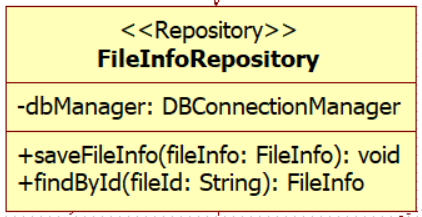 <<Repository>>
FileInfoRepository
-dbManager: DBConnectionManager
+saveFileInfo(fileInfo: FileInfo): void
+findById(fileId: String): FileInfo